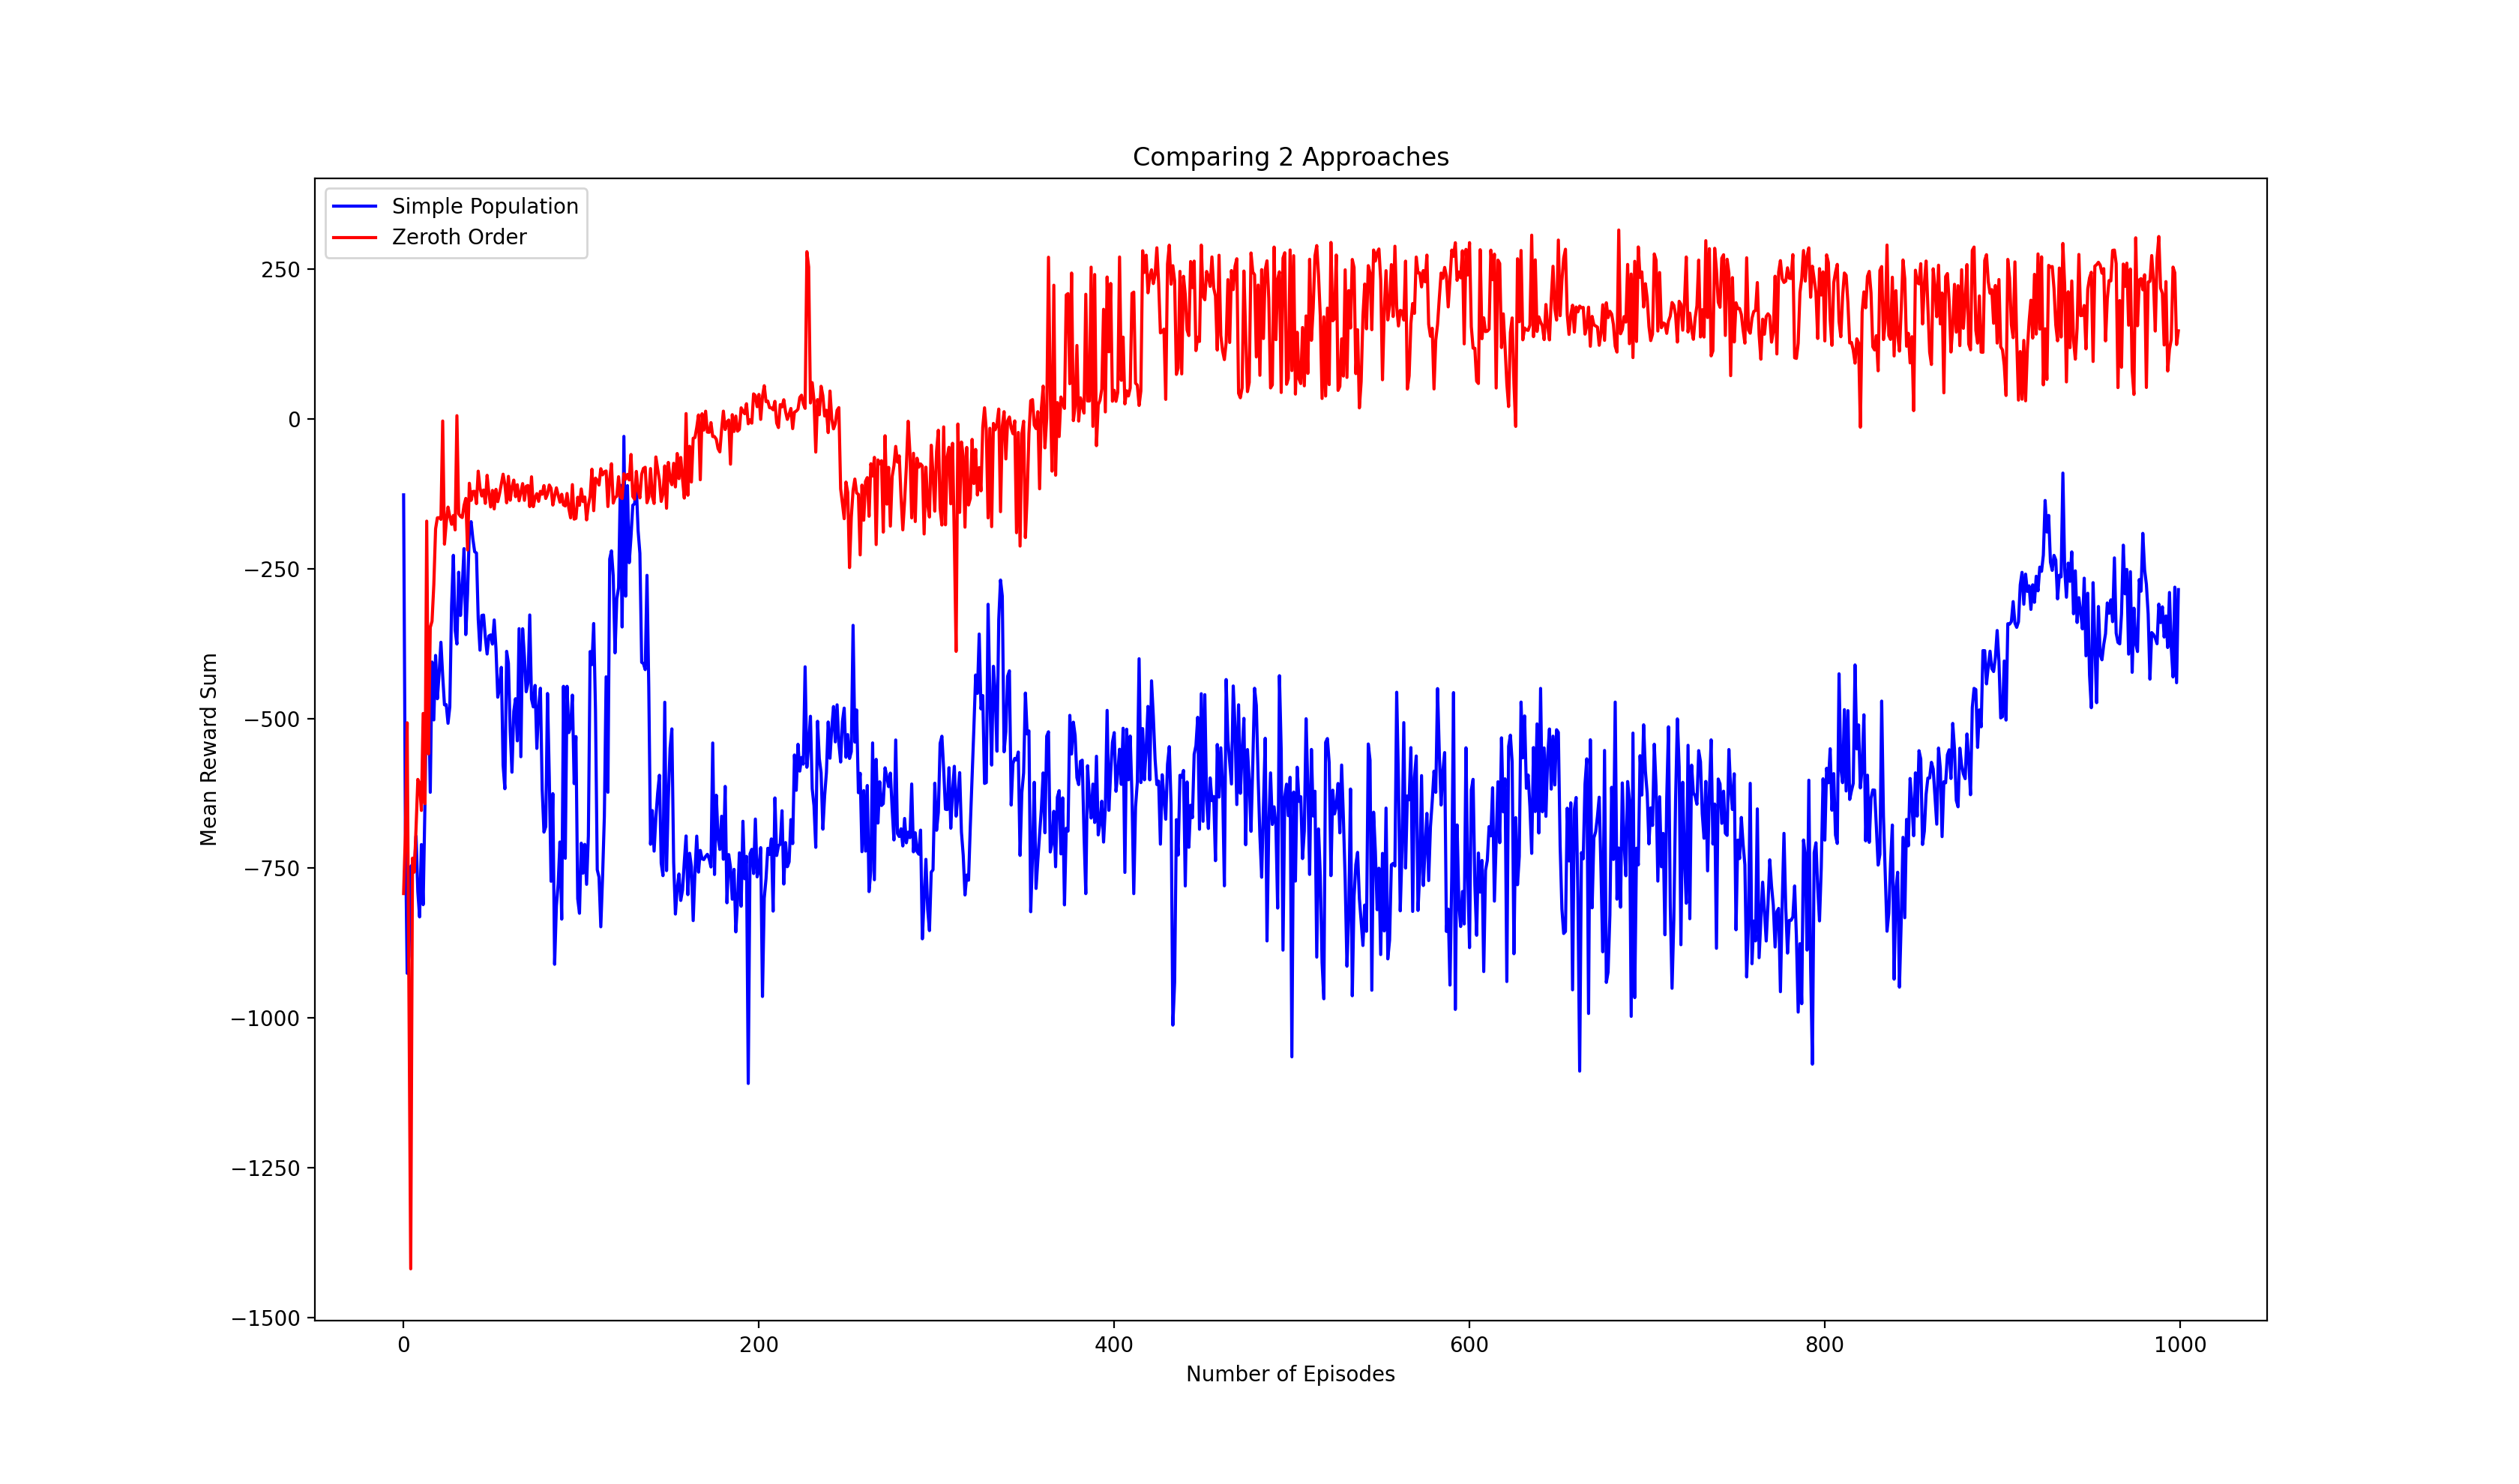 Comparing 2 Approaches
Simple Population
Zeroth Order
250
0
−250
−500
−750
−1000
−1250
−1500
Mean Reward Sum
0 200 400 600 800 1000
Number of Episodes